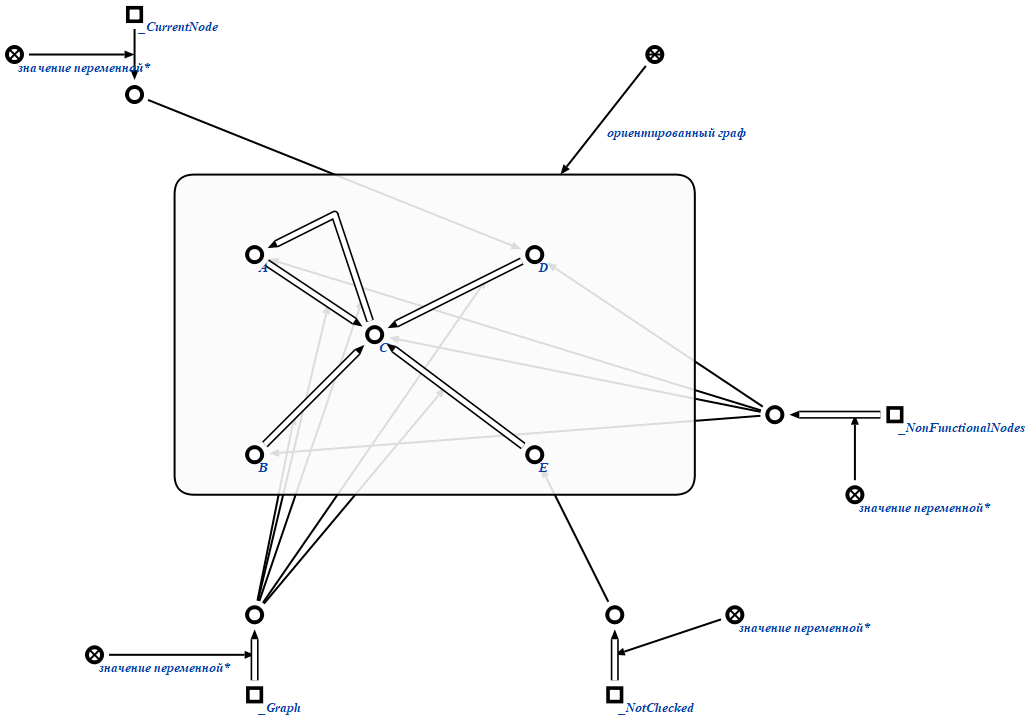 _CurrentNode
значение переменной*
ориентированный граф
A
D
C
B
E
_NonFunctionalNodes
значение переменной*
значение переменной*
значение переменной*
_Graph
_NotChecked